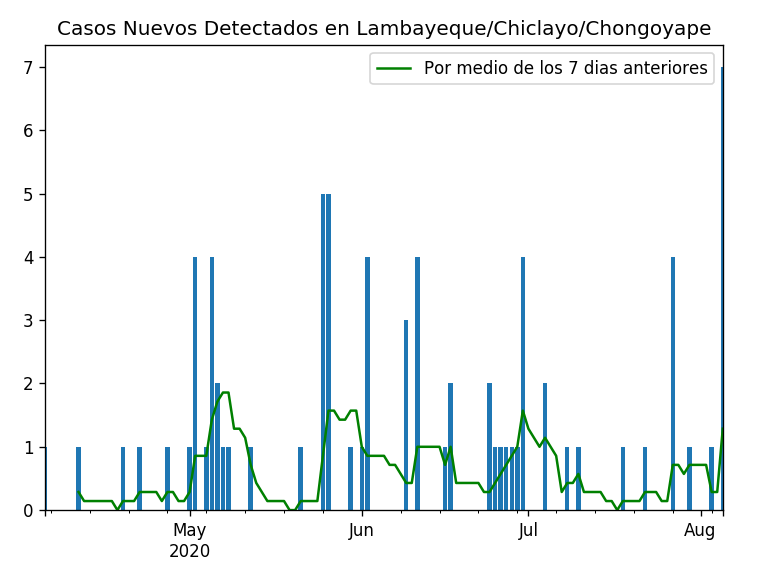 Casos Nuevos Detectados en Lambayeque/Chiclayo/Chongoyape
Por medio de los 7 dias anteriores
7
6
5
4
3
2
1
0
May
2020
Jun
Jul
Aug